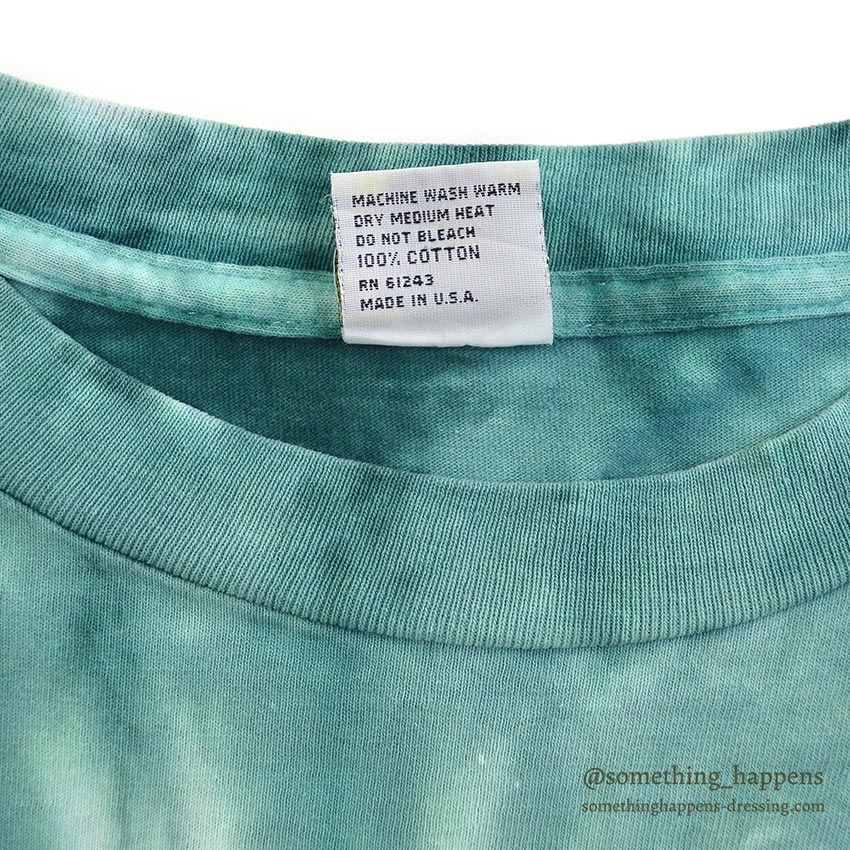 MACHINE WASH WARM
DRY MEDIUM HEAT
DO NOT BLEACH
100% COTTON
RN 61243
MADE IN U.S.A.
@something_happens
somethinghappens-dressing.com